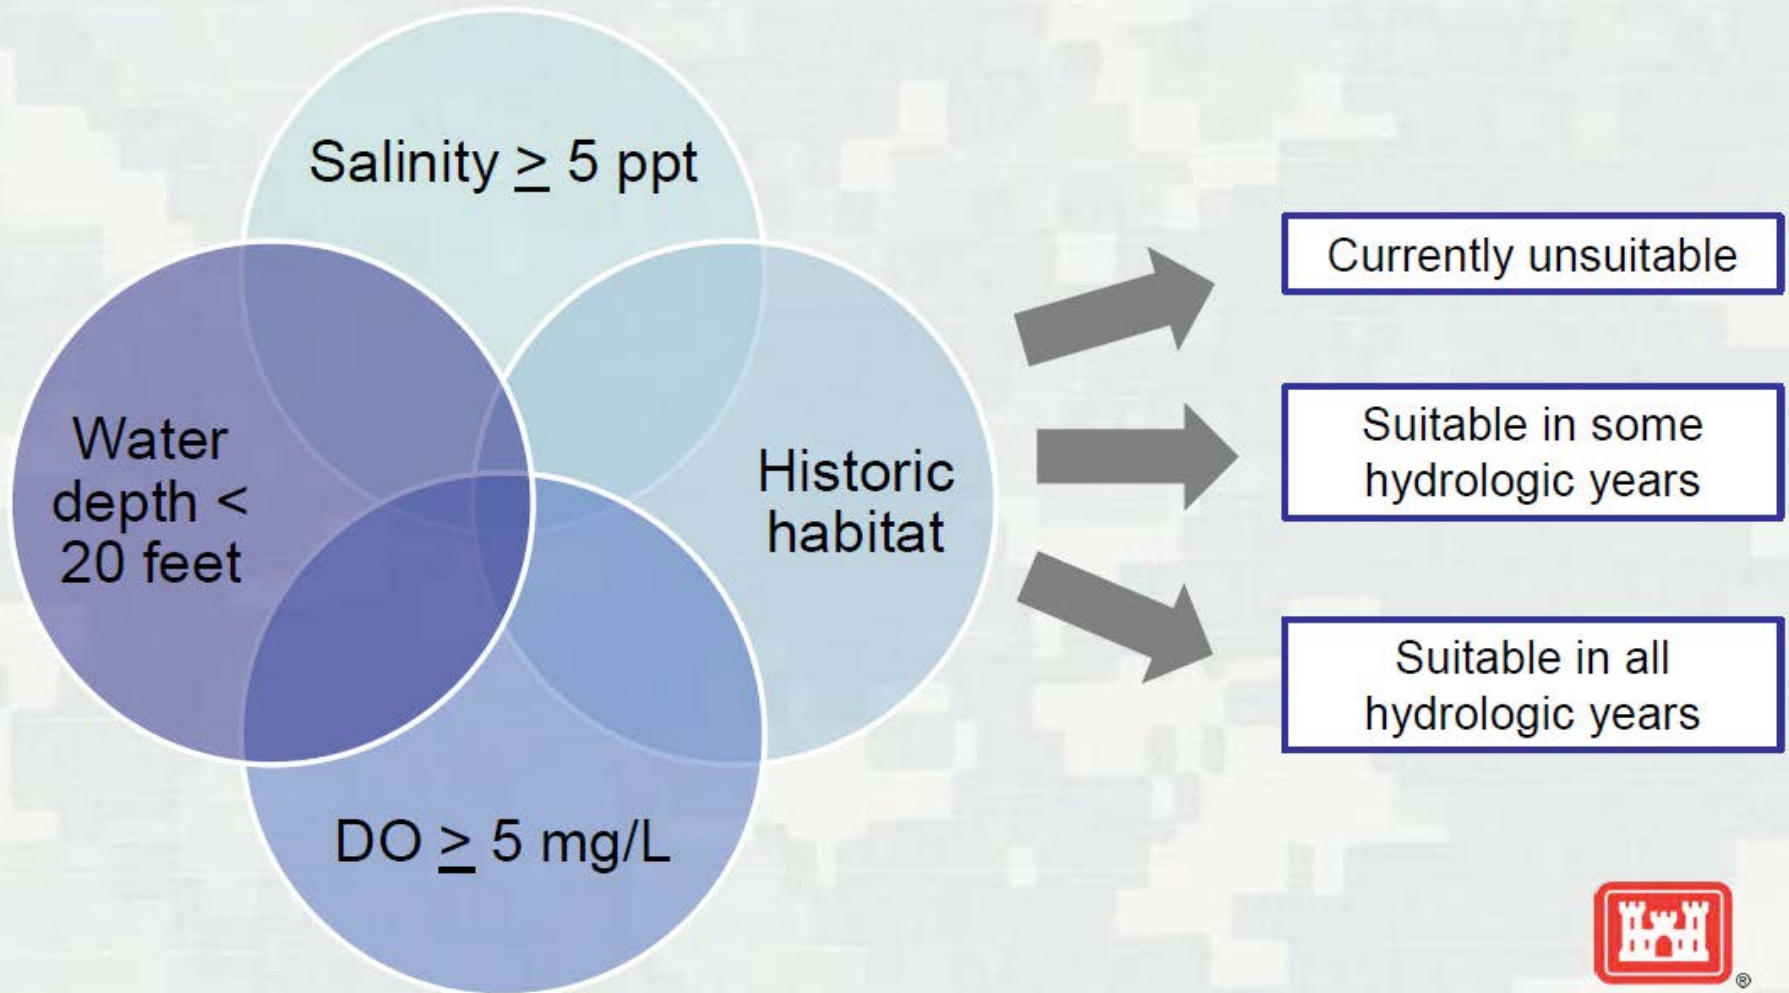 Salinity ≥ 5 ppt
Water
depth <
20 feet
Historic
habitat
DO ≥ 5 mg/L
Currently unsuitable
Suitable in some
hydrologic years
Suitable in all
hydrologic years
®